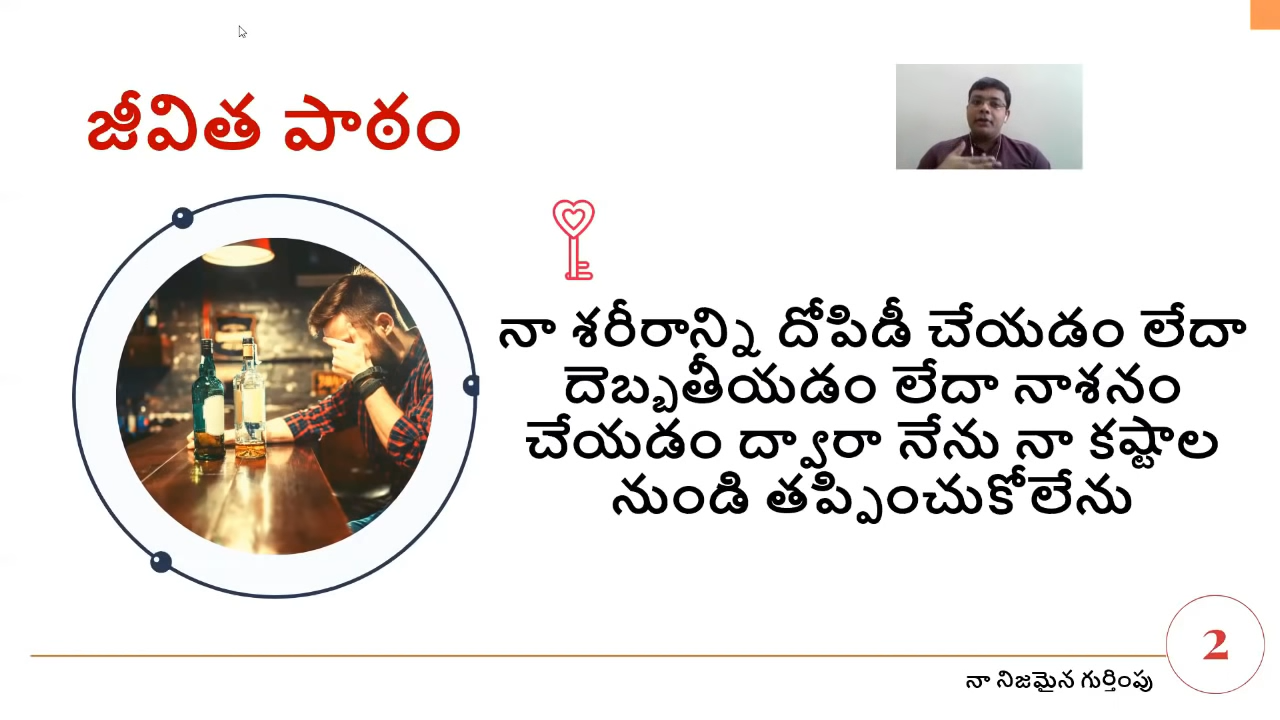 జీవిత పాఠం
నా శరీరాన్ని దోపిడీ చేయడం లేదా
దెబ్బతీయడం లేదా నాశనం
చేయడం ద్వారా నేను నా కష్టాల
నుండి తప్పించుకోలేను
2
నా నిజమైన గుర్తింపు